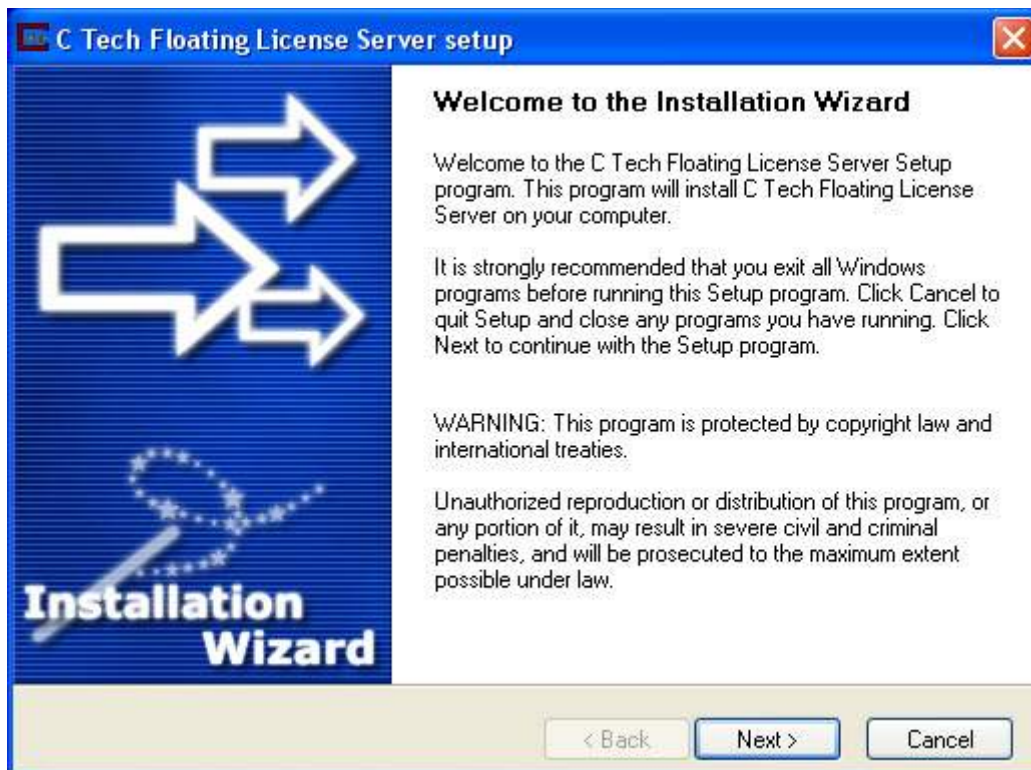 C Tech Floating License Server setup
Welcome to the Installation Wizard
Welcome to the C Tech Floating License Server Setup
program. This program will install C Tech Floating License
Server on your computer.
It is strongly recommended that you exit all Windows
programs before running this Setup program. Click Cancel to
quit Setup and close any programs you have running. Click
Next to continue with the Setup program.
WARNING: This program is protected by copyright law and
international treaties.
Unauthorized reproduction or distribution of this program, or
any portion of it, may result in severe civil and criminal
penalties, and will be prosecuted to the maximum extent
possible under law.
Installation
Wizard
< Back
Next >
Cancel